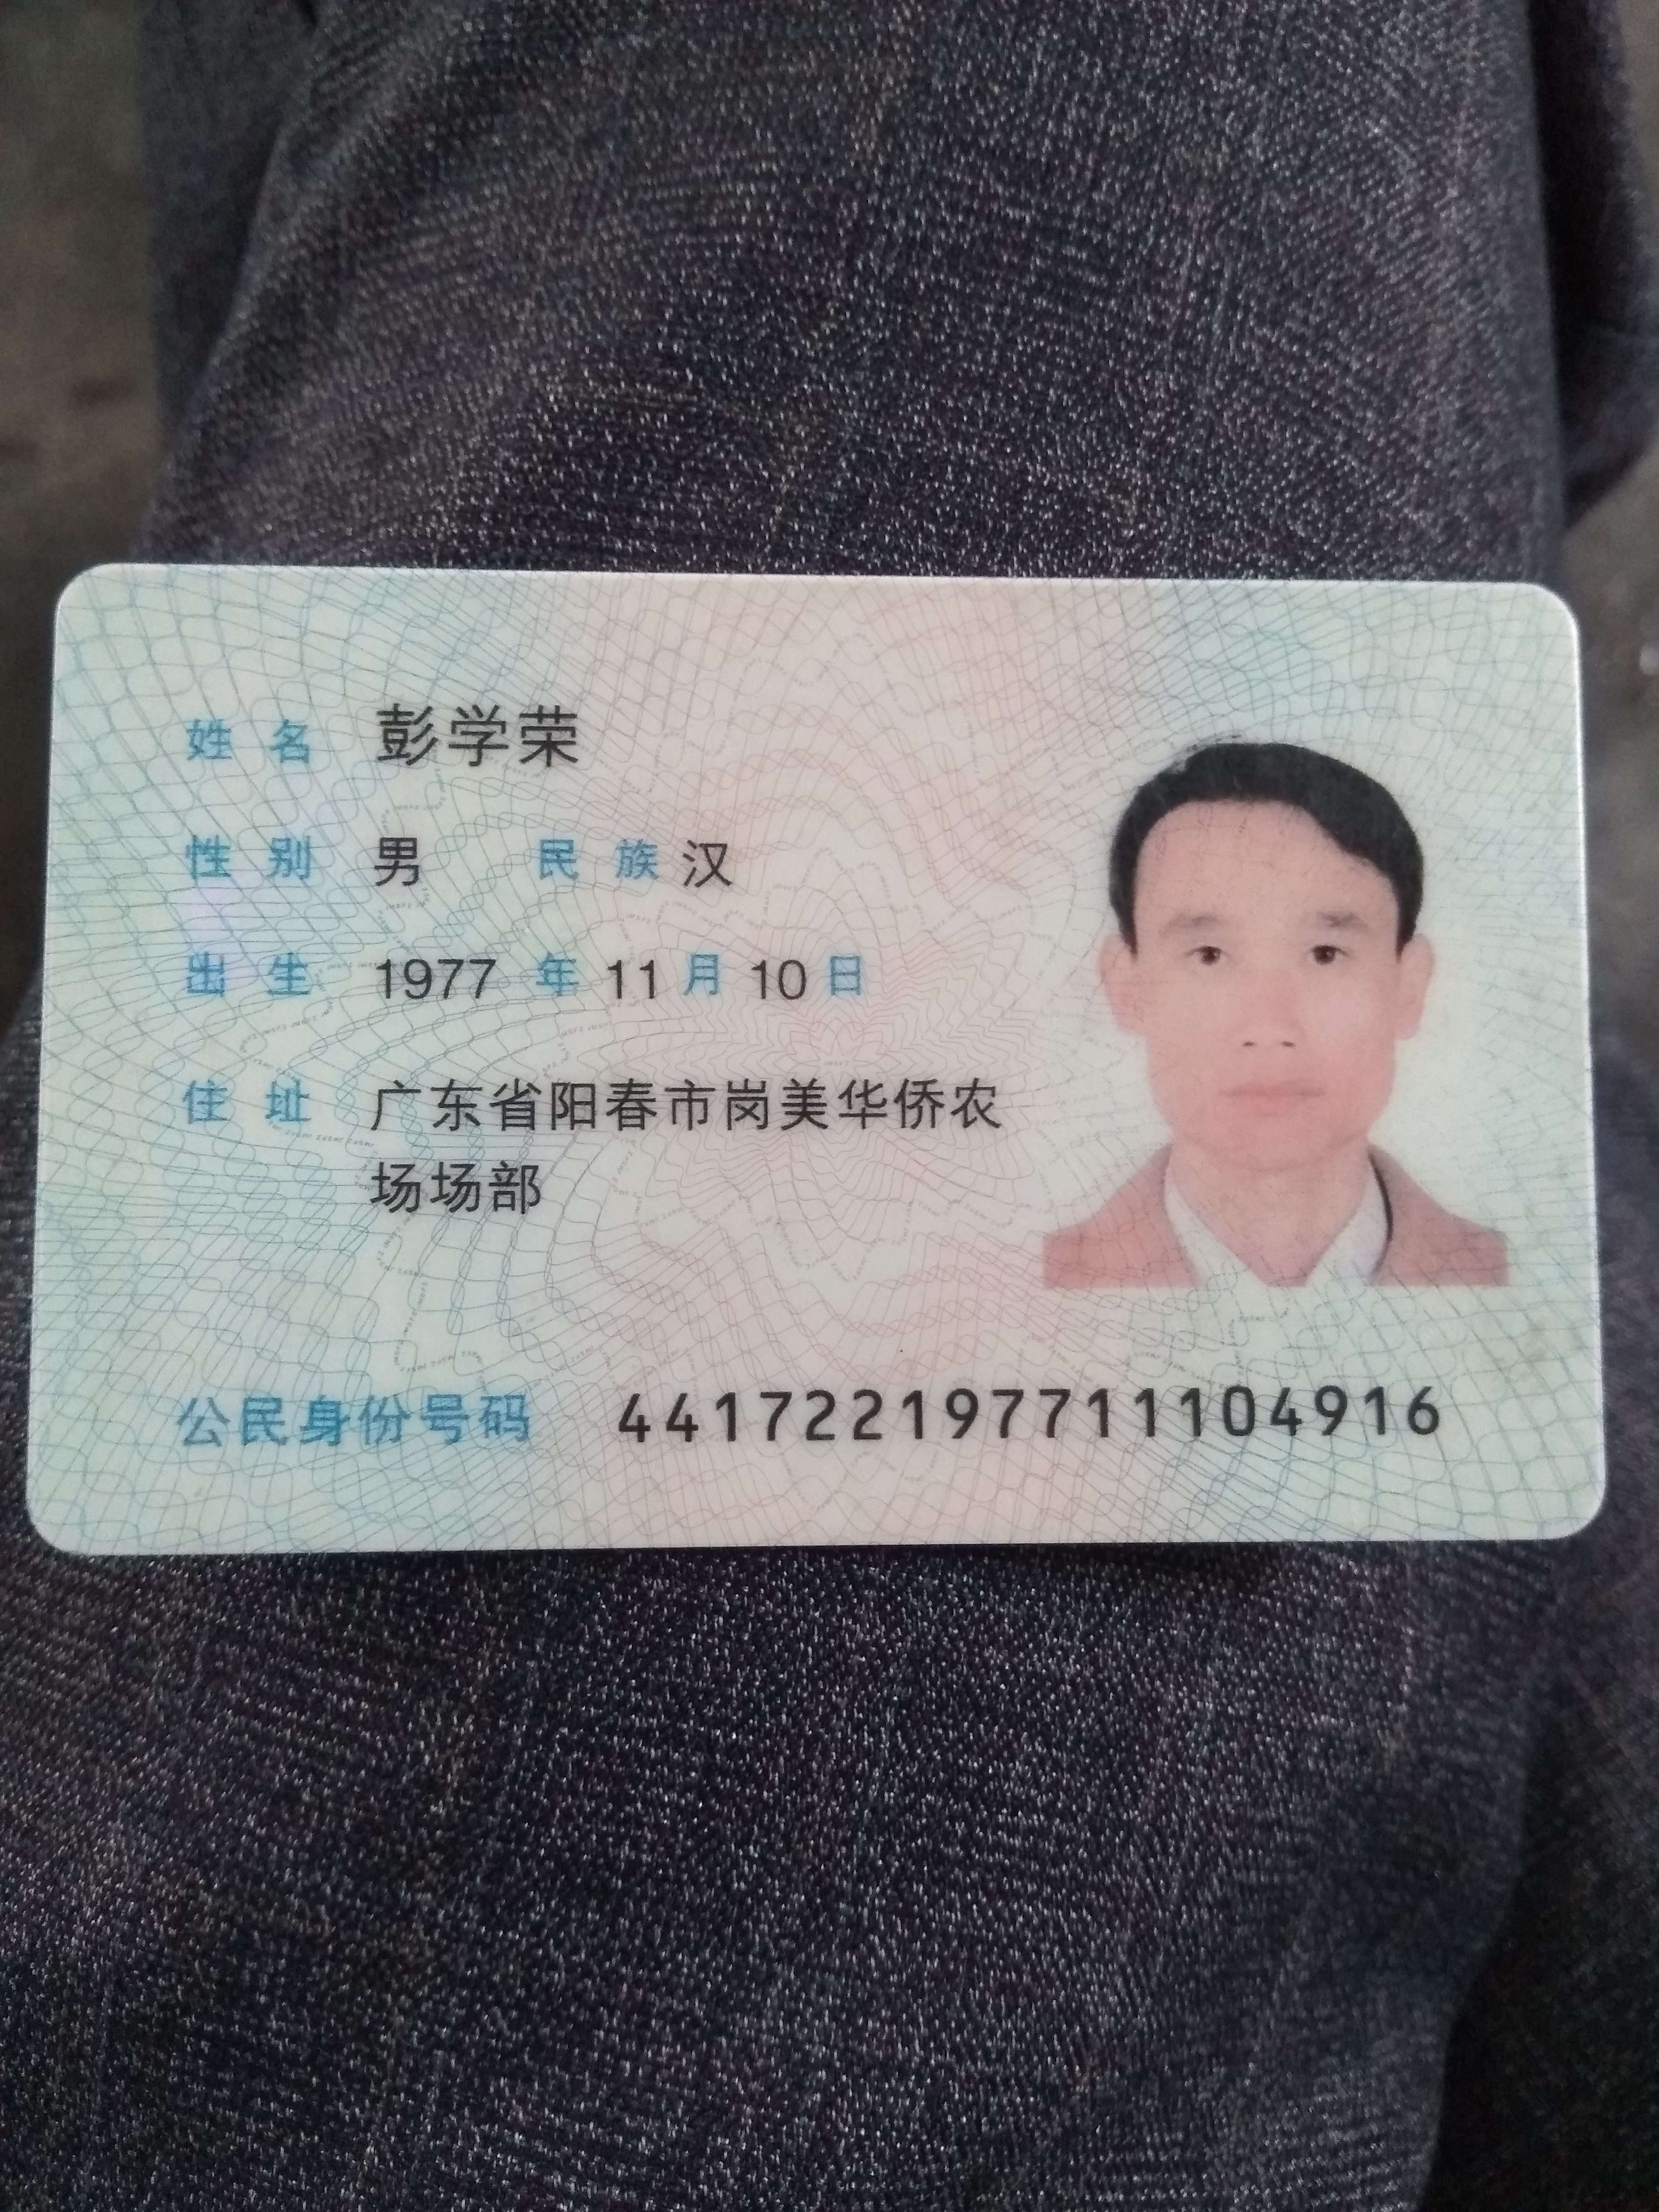 姓名 彭学荣
性别 男 民族 汉
出生 1977 年 11 月 10 日
住址 广东省阳春市岗美华侨农
场场部
公民身份号码 441722197711104916